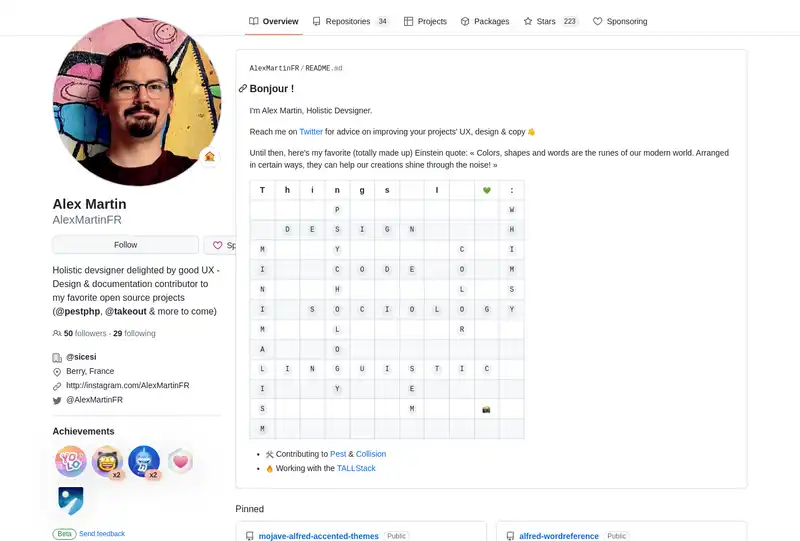 Overview
Repositories 34
Projects
Packages
Stars 223
Sponsoring
Alex Martin
AlexMartinFR
Follow
Sp
Holistic devsigner delighted by good UX -
Design & documentation contributor to
my favorite open source projects
(@pestphp, @takeout & more to come)
50 followers · 29 following
@sicesi
Berry, France
http://instagram.com/AlexMartinFR
@AlexMartinFR
Achievements
YOLO
x2
x2
Beta Send feedback
AlexMartinFR / README.md
Bonjour !
I'm Alex Martin, Holistic Devsigner.
Reach me on Twitter for advice on improving your projects' UX, design & copy 🤙
Until then, here's my favorite (totally made up) Einstein quote: « Colors, shapes and words are the runes of our modern world. Arranged
in certain ways, they can help our creations shine through the noise! »
T h i n g s I 💚 :
P W
D E S I G N H
M Y C I
I C O D E O M
N H L S
I S O C I O L O G Y
M L R
A O
L I N G U I S T I C
I Y E
S M 📸
M
🛠 Contributing to Pest & Collision
🔥 Working with the TALLStack
Pinned
mojave-alfred-accented-themes Public
alfred-wordreference Public